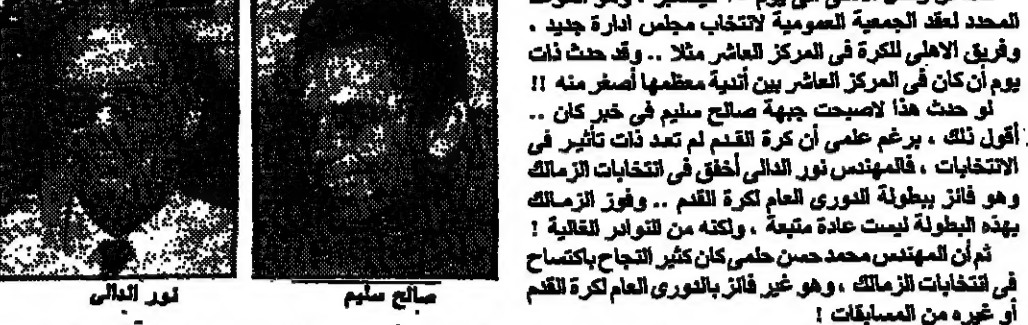 المحدد لعقد الجمعية العمومية لانتخاب مجلس ادارة جديد ،
وفريق الاهلى للكرة فى المركز العاشر مثلا .. وقد حدث ذات
يوم أن كان فى المركز العاشر بين أندية معظمها أصغر منه !!
لو حدث هذا لاصبحت جبهة صالح سليم فى خبر كان ..
أقول ذلك ، برغم علمى أن كرة القدم لم تعد ذات تأثير فى
الانتخابات ، فالمهندس نور الدالى أخفق فى انتخابات الزمالك
وهو فائز ببطولة الدورى العام لكرة القدم .. وفوز الزمالك
بهذه البطولة ليست عادة متبعة ، ولكنه من النوادر الغالية !
ثم أن المهندس محمد حسن حلمى كان كثير النجاح باكتساح
فى انتخابات الزمالك ، وهو غير فائز بالدورى العام لكرة القدم
أو غيره من المسابقات !
صالح سليم
نور الدالى